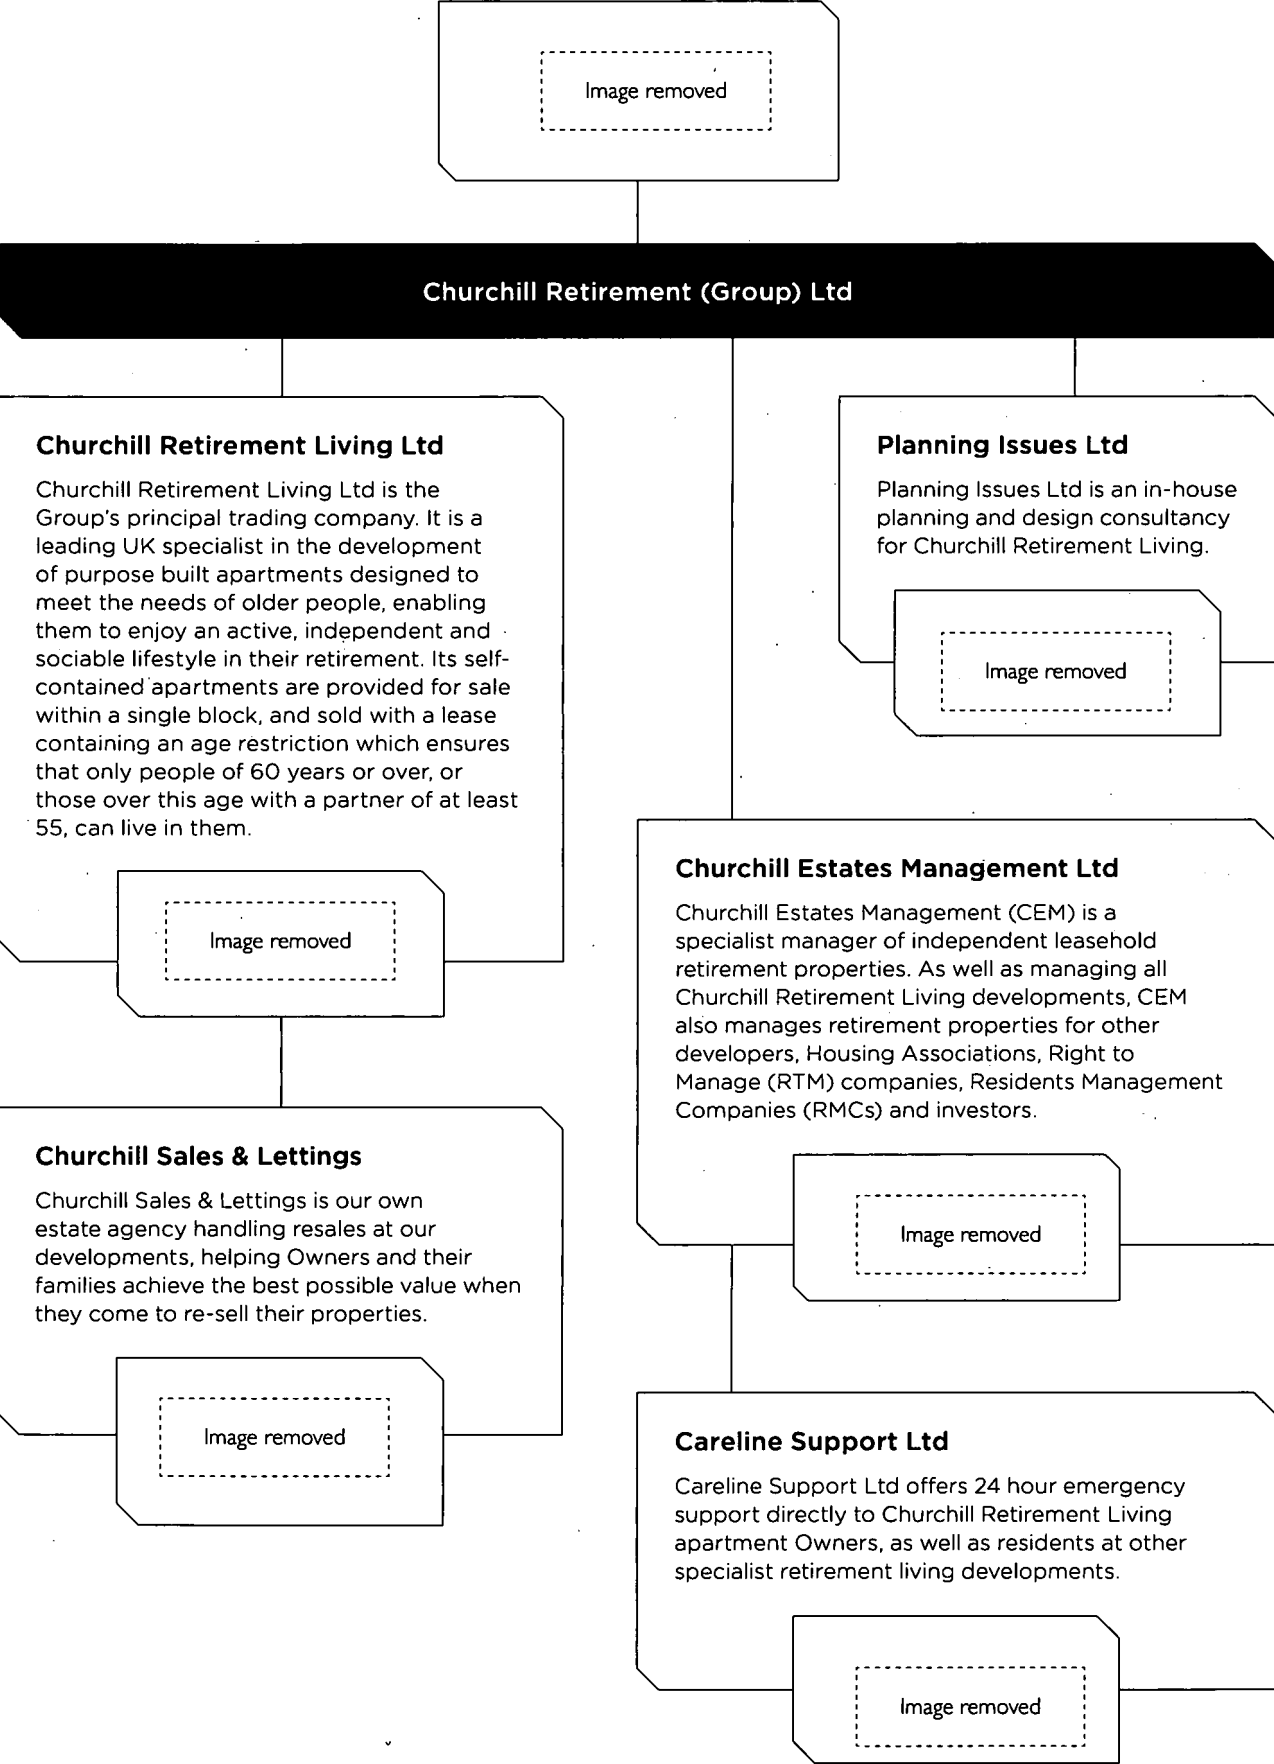 Image removed
Churchill Retirement (Group) Ltd
Churchill Retirement Living Ltd
Churchill Retirement Living Ltd is the
Group's principal trading company. It is a
leading UK specialist in the development
of purpose built apartments designed to
meet the needs of older people, enabling
them to enjoy an active, independent and
sociable lifestyle in their retirement. Its self-
contained apartments are provided for sale
within a single block, and sold with a lease
containing an age restriction which ensures
that only people of 60 years or over, or
those over this age with a partner of at least
55, can live in them.
Image removed
Churchill Sales & Lettings
Churchill Sales & Lettings is our own
estate agency handling resales at our
developments, helping Owners and their
families achieve the best possible value when
they come to re-sell their properties.
Image removed
Planning Issues Ltd
Planning Issues Ltd is an in-house
planning and design consultancy
for Churchill Retirement Living.
Image removed
Churchill Estates Management Ltd
Churchill Estates Management (CEM) is a
specialist manager of independent leasehold
retirement properties. As well as managing all
Churchill Retirement Living developments, CEM
also manages retirement properties for other
developers, Housing Associations, Right to
Manage (RTM) companies, Residents Management
Companies (RMCs) and investors.
Image removed
Careline Support Ltd
Careline Support Ltd offers 24 hour emergency
support directly to Churchill Retirement Living
apartment Owners, as well as residents at other
specialist retirement living developments.
Image removed